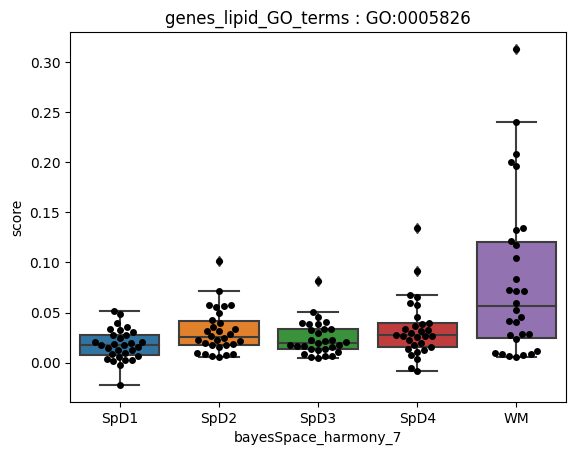 genes_lipid_GO_terms : GO:0005826
0.30
0.25
0.20
0.15
0.10
0.05
0.00
score
SpD1 SpD2 SpD3 SpD4 WM
bayesSpace_harmony_7